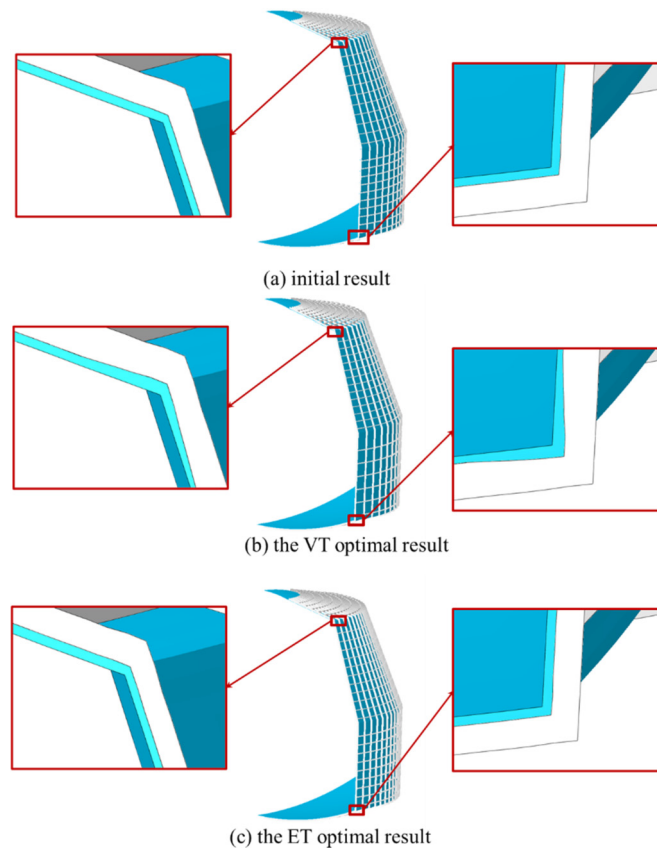 (a) initial result
(b) the VT optimal result
(c) the ET optimal result